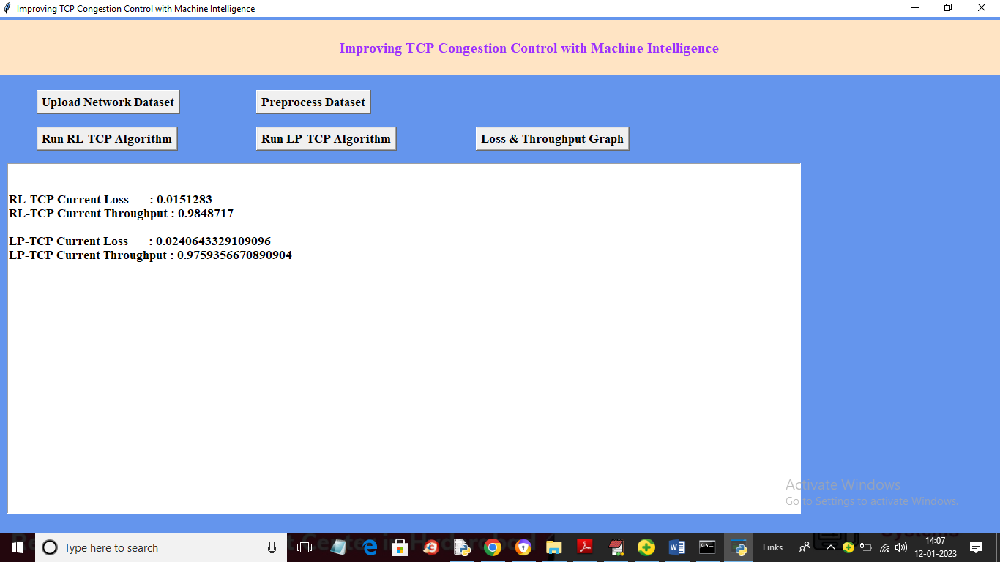 Improving TCP Congestion Control with Machine Intelligence
Improving TCP Congestion Control with Machine Intelligence
Upload Network Dataset
Preprocess Dataset
Run RL-TCP Algorithm
Run LP-TCP Algorithm
Loss & Throughput Graph
--------------------------------
RL-TCP Current Loss : 0.0151283
RL-TCP Current Throughput : 0.9848717
LP-TCP Current Loss : 0.0240643329109096
LP-TCP Current Throughput : 0.9759356670890904
Activate Windows
Go to Settings to activate Windows.
Systems
Type here to search
Links
14:07
12-01-2023